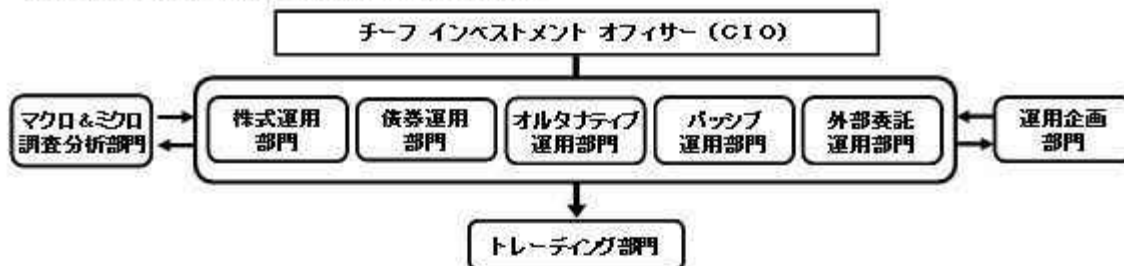 チーフ インベストメント オフィサー (CIO)
マクロ&ミクロ
調査分析部門
株式運用
部門
債券運用
部門
オルタナティブ
運用部門
パッシブ
運用部門
外部委託
運用部門
運用企画
部門
トレーディング部門